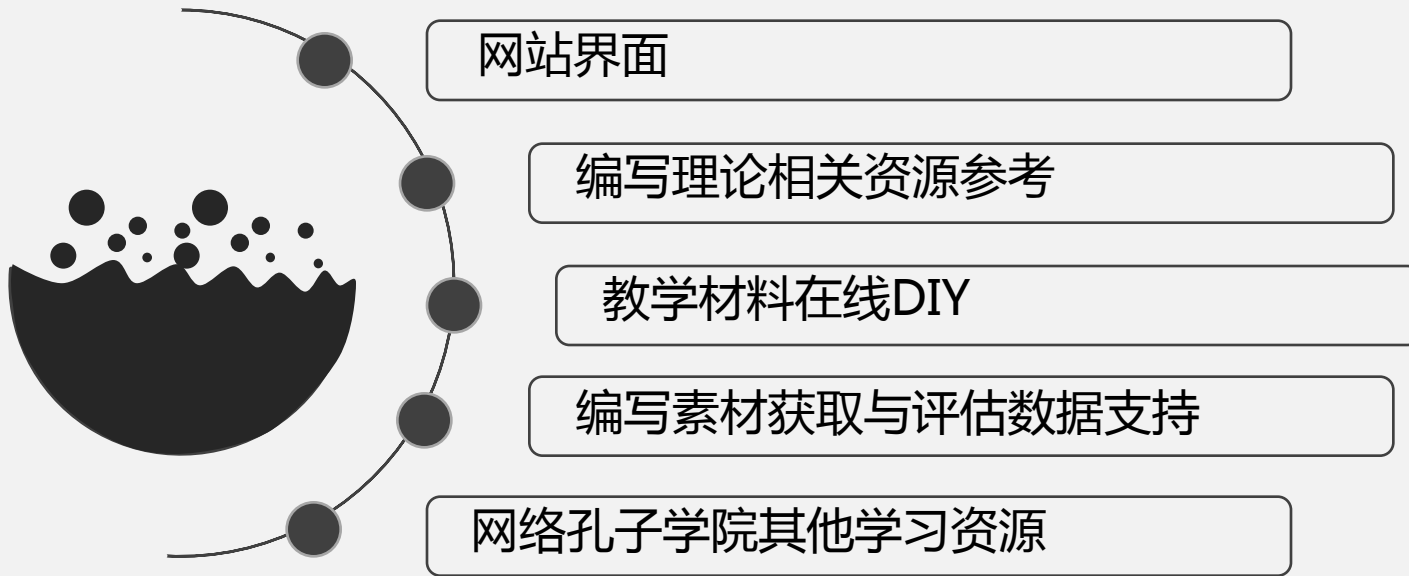 网站界面
编写理论相关资源参考
教学材料在线DIY
编写素材获取与评估数据支持
网络孔子学院其他学习资源